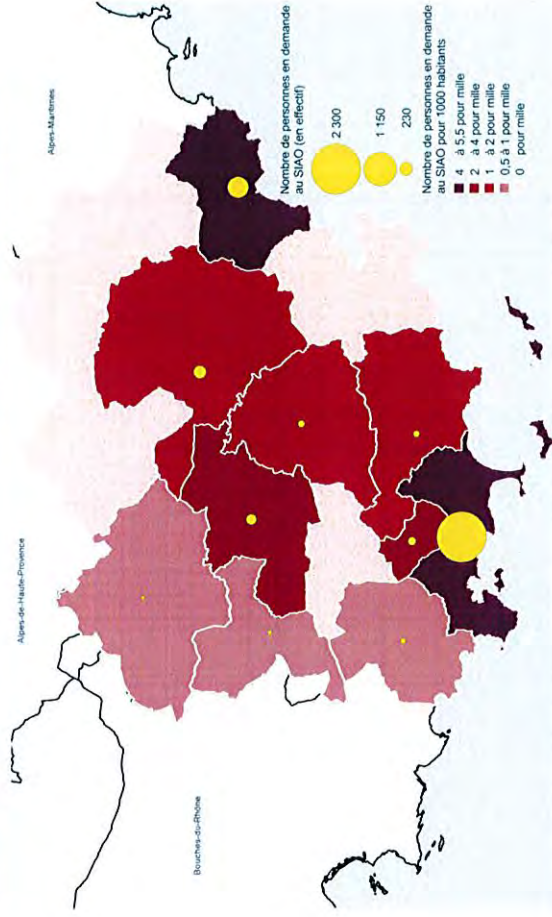 Alpes-de-Haute-Provence
Alpes-Maritimes
Bouches-du-Rhône
Nombre de personnes en demande
au SIAO (en effectif)
2 300
1 150
230
Nombre de personnes en demande
au SIAO pour 1000 habitants
4 à 5,5 pour mille
2 à 4 pour mille
1 à 2 pour mille
0,5 à 1 pour mille
0 pour mille